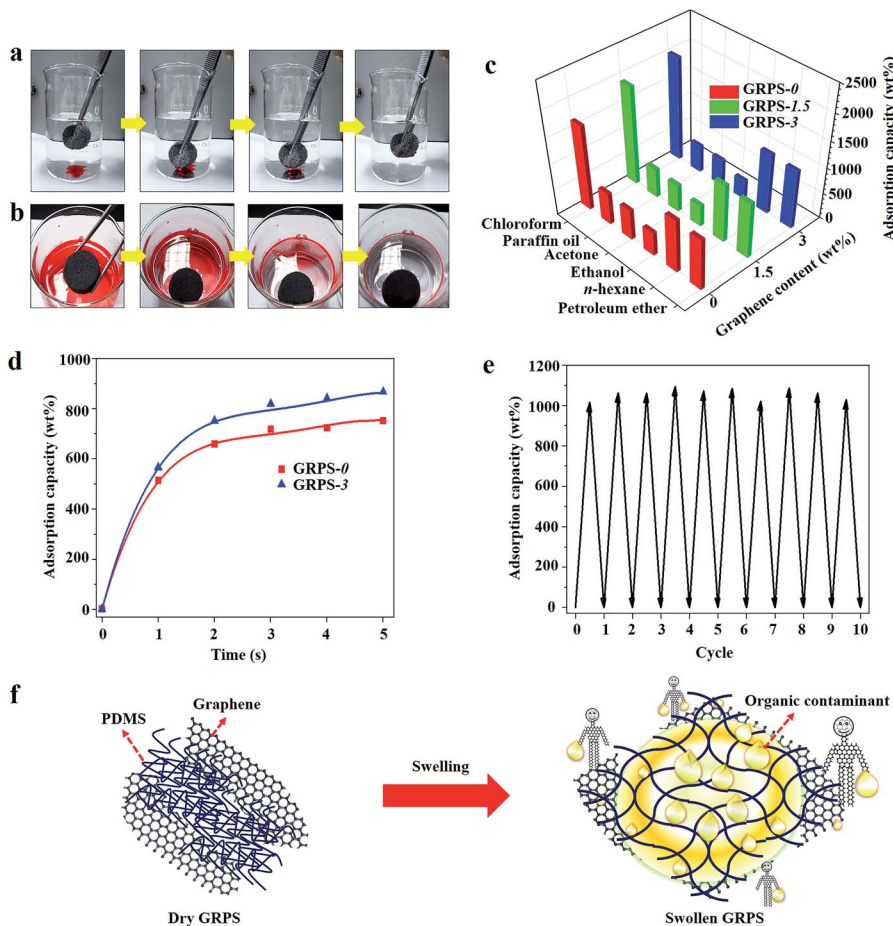 a
b
c
GRPS-0
GRPS-1.5
GRPS-3
2500
2000
1500
1000
500
0
Adsorption capacity (wt%)
Chloroform
Paraffin oil
Acetone
Ethanol
n-hexane
Petroleum ether
0
1.5
3
Graphene content (wt%)
d
1000
800
600
400
200
0
Adsorption capacity (wt%)
GRPS-0
GRPS-3
0 1 2 3 4 5
Time (s)
e
1200
1000
800
600
400
200
0
Adsorption capacity (wt%)
0 1 2 3 4 5 6 7 8 9 10
Cycle
f
PDMS
Graphene
Swelling
Organic contaminant
Dry GRPS
Swollen GRPS